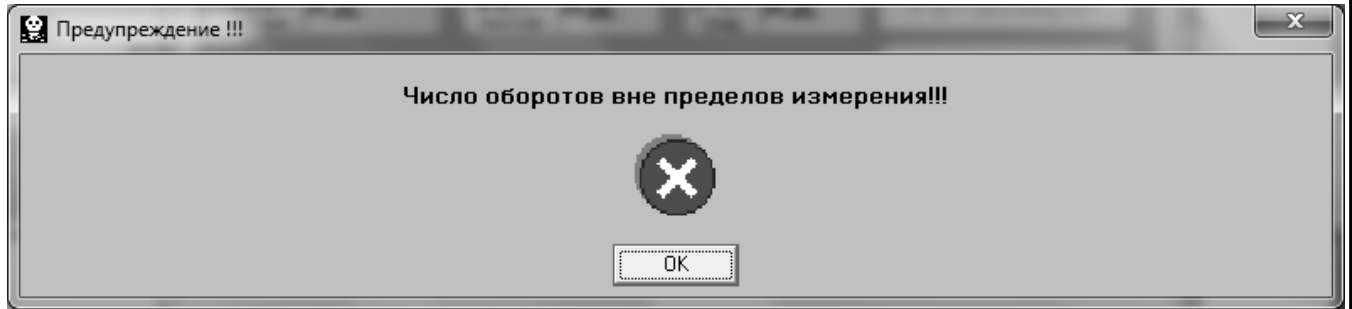 Предупреждение !!!
Число оборотов вне пределов измерения!!!
OK